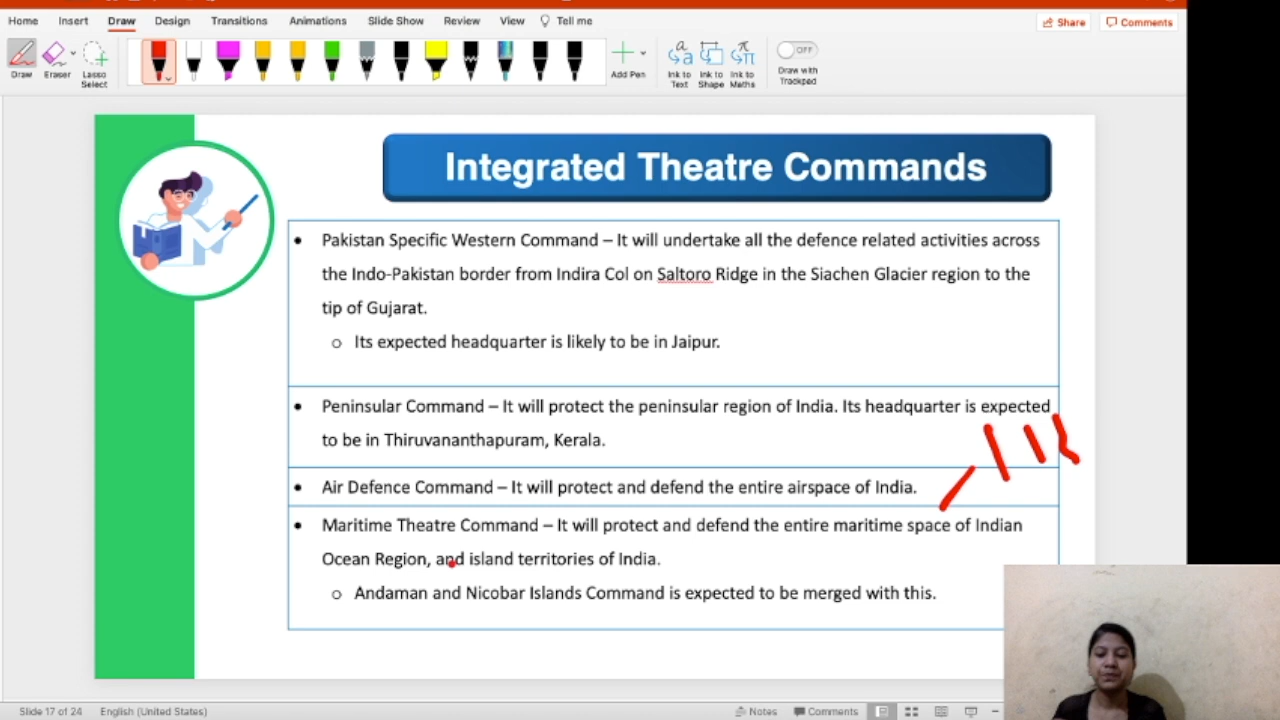 Home Insert Draw Design Transitions Animations Slide Show Review View Tell me Share Comments
OFF
Draw Eraser Lasso Select Add Pen Ink to Text Ink to Shape Ink to Maths Draw with Trackpad
Integrated Theatre Commands
• Pakistan Specific Western Command – It will undertake all the defence related activities across
the Indo-Pakistan border from Indira Col on Saltoro Ridge in the Siachen Glacier region to the
tip of Gujarat.
o Its expected headquarter is likely to be in Jaipur.
• Peninsular Command – It will protect the peninsular region of India. Its headquarter is expected
to be in Thiruvananthapuram, Kerala.
• Air Defence Command – It will protect and defend the entire airspace of India.
• Maritime Theatre Command – It will protect and defend the entire maritime space of Indian
Ocean Region, and island territories of India.
o Andaman and Nicobar Islands Command is expected to be merged with this.
Slide 17 of 24 English (United States) Notes Comments